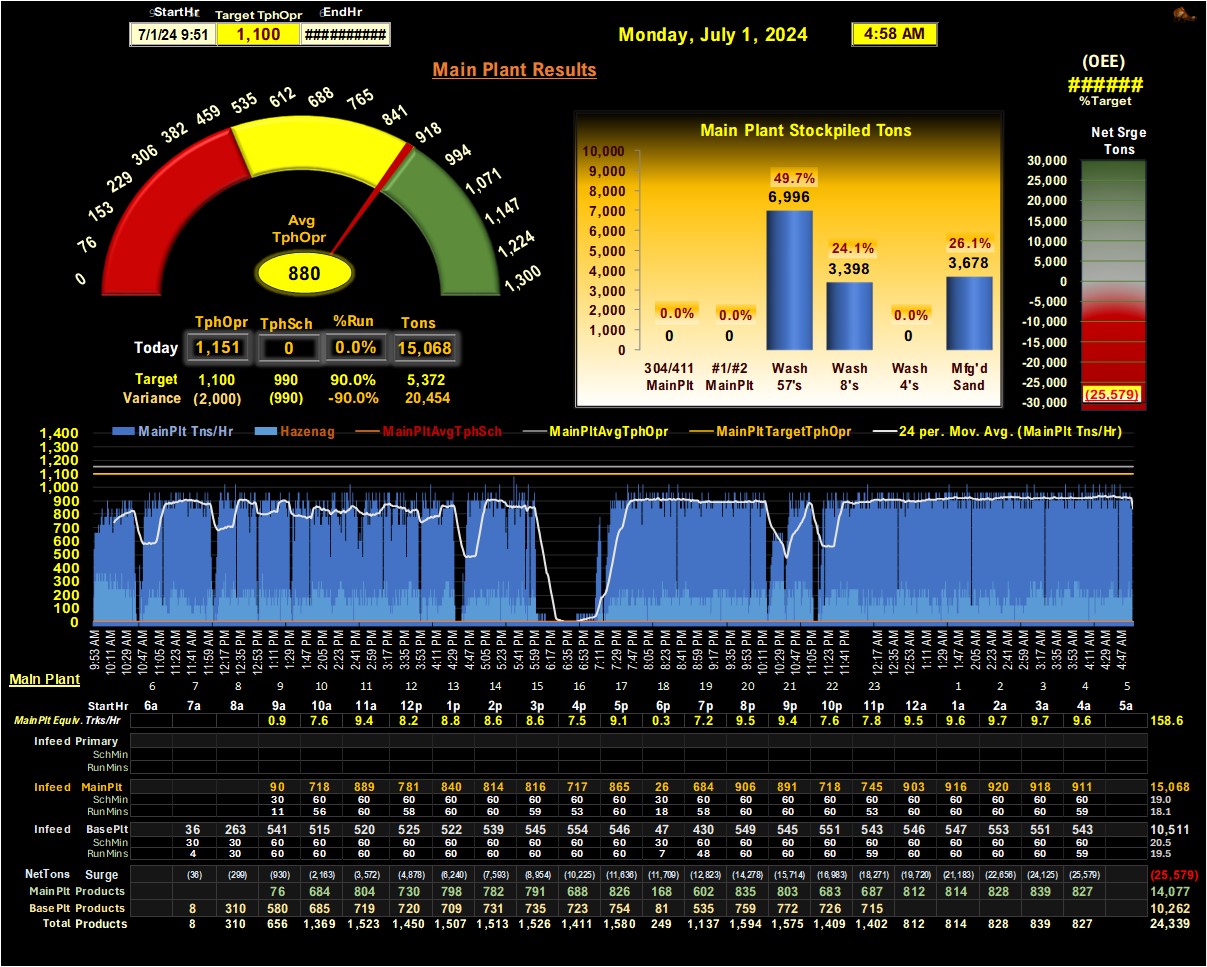 StartHr Target TphOpr EndHr
7/1/24 9:51 1,100 ##########
Monday, July 1, 2024 4:58 AM
Main Plant Results
(OEE)
######
%Target
0 76 153 229 306 382 459 535 612 688 765 841 918 994 1,071 1,147 1,224 1,300
Avg
TphOpr
880
TphOpr TphSch %Run Tons
Today 1,151 0 0.0% 15,068
Target 1,100 990 90.0% 5,372
Variance (2,000) (990) -90.0% 20,454
Main Plant Stockpiled Tons
10,000
9,000
8,000
7,000
6,000
5,000
4,000
3,000
2,000
1,000
0
0.0% 0.0% 49.7% 24.1% 0.0% 26.1%
0 0 6,996 3,398 0 3,678
304/411 #1/#2 Wash Wash Wash Mfg'd
MainPlt MainPlt 57's 8's 4's Sand
Net Srge
Tons
30,000
25,000
20,000
15,000
10,000
5,000
0
-5,000
-10,000
-15,000
-20,000
-25,000
-30,000
(25,579)
MainPlt Tns/Hr Hazenag MainPltAvgTphSch MainPltAvgTphOpr MainPltTargetTphOpr 24 per. Mov. Avg. (MainPlt Tns/Hr)
1,400
1,300
1,200
1,100
1,000
900
800
700
600
500
400
300
200
100
0
9:53 AM 10:11 AM 10:29 AM 10:47 AM 11:05 AM 11:23 AM 11:41 AM 11:59 AM 12:17 PM 12:35 PM 12:53 PM 1:11 PM 1:29 PM 1:47 PM 2:05 PM 2:23 PM 2:41 PM 2:59 PM 3:17 PM 3:35 PM 3:53 PM 4:11 PM 4:29 PM 4:47 PM 5:05 PM 5:23 PM 5:41 PM 5:59 PM 6:17 PM 6:35 PM 6:53 PM 7:11 PM 7:29 PM 7:47 PM 8:05 PM 8:23 PM 8:41 PM 8:59 PM 9:17 PM 9:35 PM 9:53 PM 10:11 PM 10:29 PM 10:47 PM 11:05 PM 11:23 PM 11:41 PM 12:17 AM 12:35 AM 12:53 AM 1:11 AM 1:29 AM 1:47 AM 2:05 AM 2:23 AM 2:41 AM 2:59 AM 3:17 AM 3:35 AM 3:53 AM 4:11 AM 4:29 AM 4:47 AM
Main Plant 6 7 8 9 10 11 12 13 14 15 16 17 18 19 20 21 22 23 1 2 3 4 5
StartHr 6a 7a 8a 9a 10a 11a 12p 1p 2p 3p 4p 5p 6p 7p 8p 9p 10p 11p 12a 1a 2a 3a 4a 5a
MainPlt Equiv. Trks/Hr 0.9 7.6 9.4 8.2 8.8 8.6 8.6 7.5 9.1 0.3 7.2 9.5 9.4 7.6 7.8 9.5 9.6 9.7 9.7 9.6 158.6
Infeed Primary
SchMin
RunMins
Infeed MainPlt 90 718 889 781 840 814 816 717 865 26 684 906 891 718 745 903 916 920 918 911 15,068
SchMin 30 60 60 60 60 60 60 60 60 30 60 60 60 60 60 60 60 60 60 60 19.0
RunMins 11 56 60 58 60 60 59 53 60 18 58 60 60 60 53 60 60 60 60 59 18.1
Infeed BasePlt 36 263 541 515 520 525 522 539 545 554 546 47 430 549 545 551 543 546 547 553 551 543 10,511
SchMin 30 30 60 60 60 60 60 60 60 60 60 30 60 60 60 60 60 60 60 60 60 60 20.5
RunMins 4 30 60 60 60 60 60 60 60 60 60 7 48 60 60 60 59 60 60 60 60 59 19.5
NetTons Surge (36) (299) (930) (2,163) (3,572) (4,878) (6,240) (7,593) (8,954) (10,225) (11,636) (11,709) (12,823) (14,278) (15,714) (16,983) (18,271) (19,720) (21,183) (22,656) (24,125) (25,579) (25,579)
MainPlt Products 76 684 804 730 798 782 791 688 826 168 602 835 803 683 687 812 814 828 839 827 14,077
BasePlt Products 8 310 580 685 719 720 709 731 735 723 754 81 535 759 772 726 715 10,262
Total Products 8 310 656 1,369 1,523 1,450 1,507 1,513 1,526 1,411 1,580 249 1,137 1,594 1,575 1,409 1,402 812 814 828 839 827 24,339